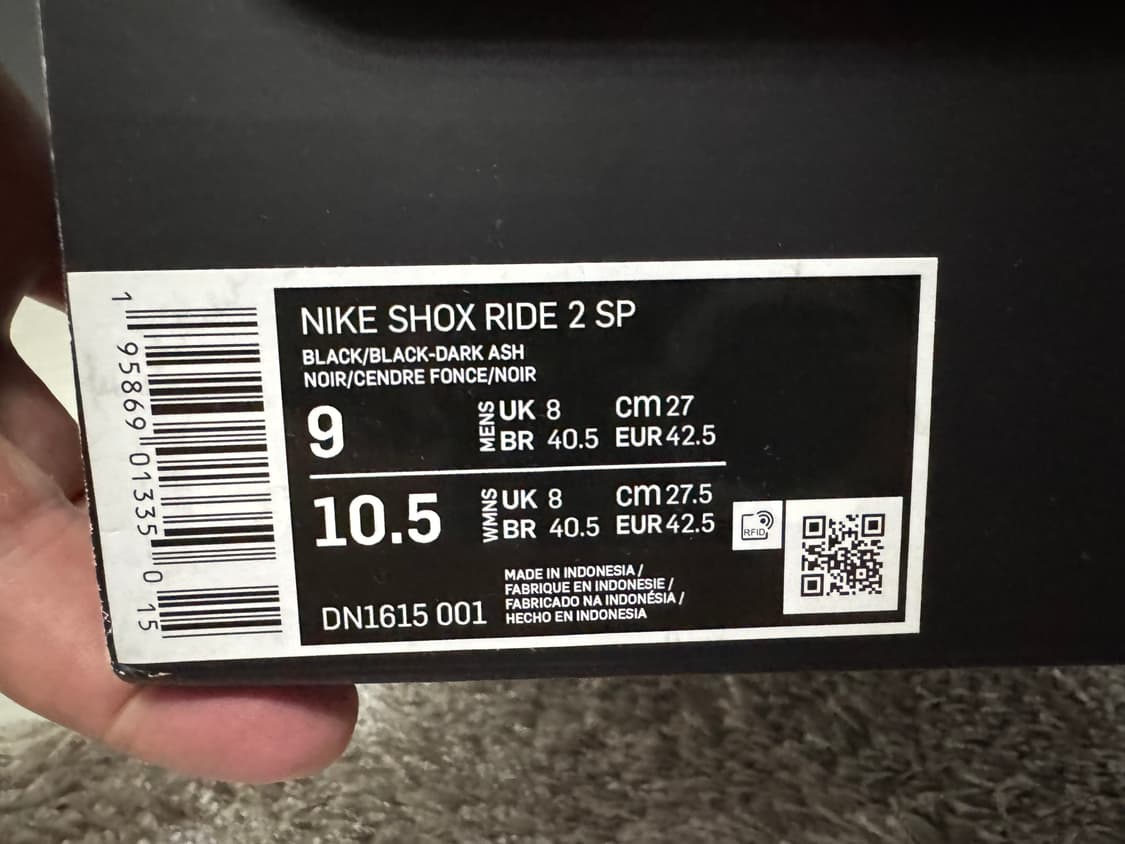 1 95869 01335 0 15
NIKE SHOX RIDE 2 SP
BLACK/BLACK-DARK ASH
NOIR/CENDRE FONCE/NOIR
9 MENS UK 8 cm 27
BR 40.5 EUR 42.5
10.5 WMNS UK 8 cm 27.5
BR 40.5 EUR 42.5
RFID
MADE IN INDONESIA /
FABRIQUE EN INDONESIE /
FABRICADO NA INDONÉSIA /
HECHO EN INDONESIA
DN1615 001